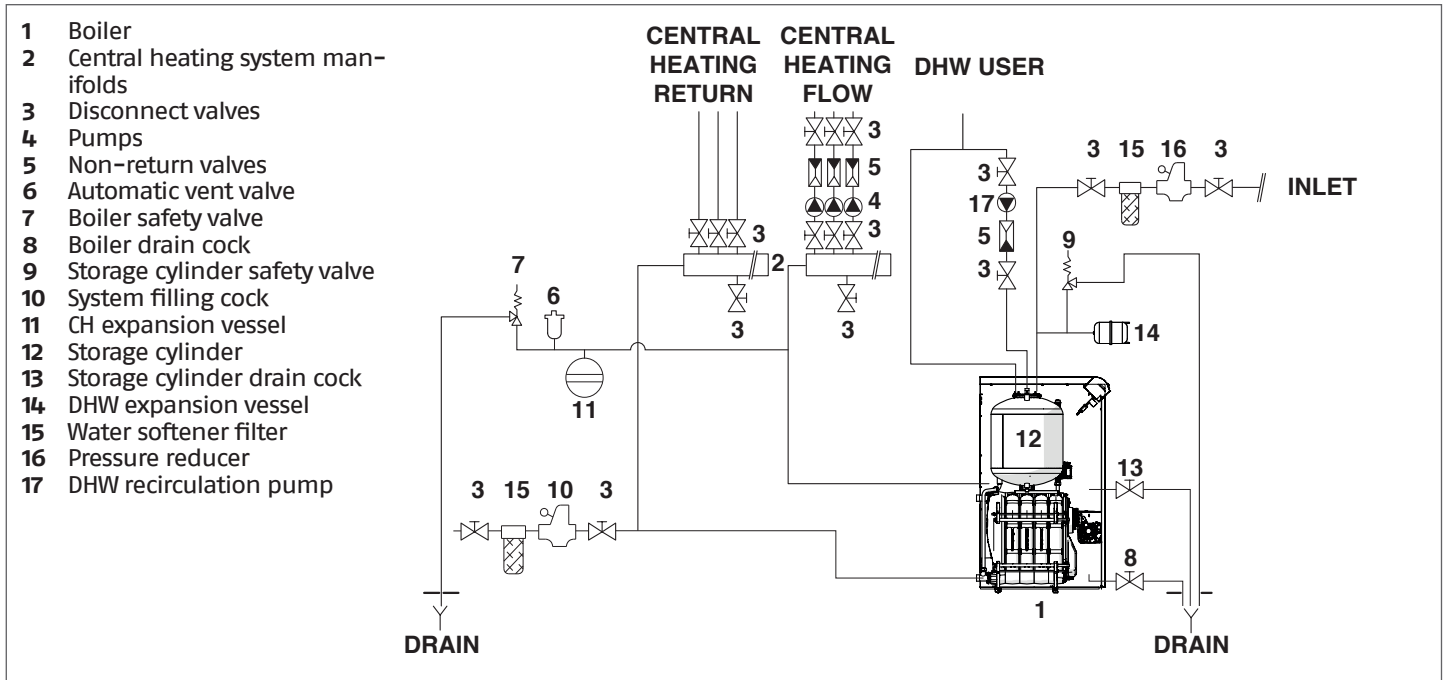 1 Boiler
2 Central heating system man-
ifolds
3 Disconnect valves
4 Pumps
5 Non-return valves
6 Automatic vent valve
7 Boiler safety valve
8 Boiler drain cock
9 Storage cylinder safety valve
10 System filling cock
11 CH expansion vessel
12 Storage cylinder
13 Storage cylinder drain cock
14 DHW expansion vessel
15 Water softener filter
16 Pressure reducer
17 DHW recirculation pump
CENTRAL
HEATING
RETURN
CENTRAL
HEATING
FLOW
DHW USER
3
5
4
3
3
2
3
3
3
17
5
3
3 15 16 3
INLET
9
14
7
6
11
12
13
8
1
3 15 10 3
DRAIN
DRAIN